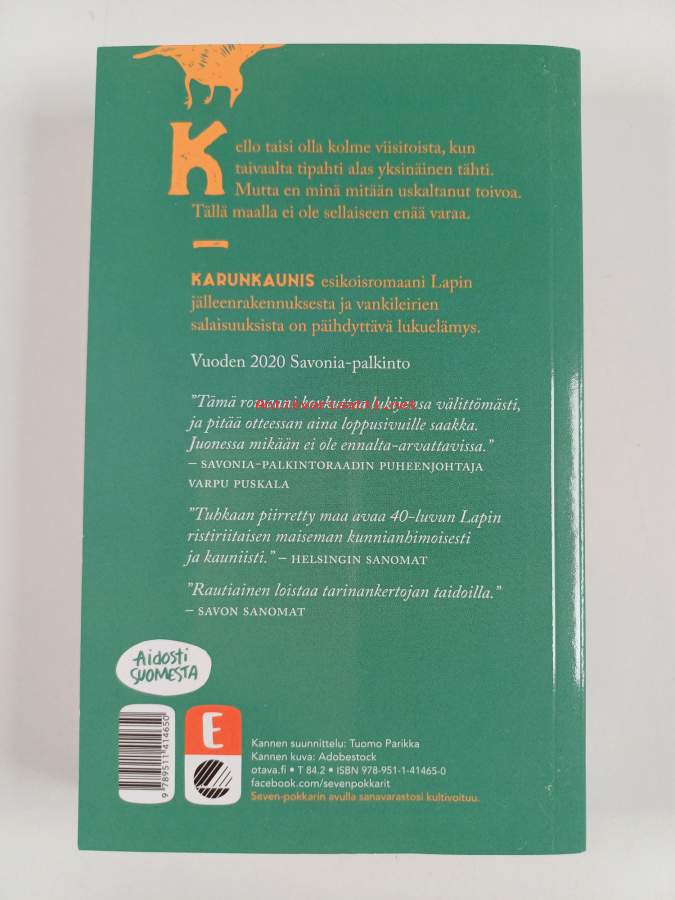 Kello taisi olla kolme viisitoista, kun
taivaalta tipahti alas yksinäinen tähti.
Mutta en minä mitään uskaltanut toivoa.
Tällä maalla ei ole sellaiseen enää varaa.
KARUNKAUNIS esikoisromaani Lapin
jälleenrakennuksesta ja vankileirien
salaisuuksista on päihdyttävä lukuelämys.
Vuoden 2020 Savonia-palkinto
”Tämä romaani koukuttaa lukijansa välittömästi,
ja pitää otteessaan aina loppusivuille saakka.
Juonessa mikään ei ole ennalta-arvattavissa.”
– SAVONIA-PALKINTORAADIN PUHEENJOHTAJA
VARPU PUSKALA
”Tuhkaan piirretty maa avaa 40-luvun Lapin
ristiriitaisen maiseman kunnianhimoisesti
ja kauniisti.” – HELSINGIN SANOMAT
”Rautiainen loistaa tarinankertojan taidoilla.”
– SAVON SANOMAT
Aidosti
SUOMESTA
9 789511 414650
E
Kannen suunnittelu: Tuomo Parikka
Kannen kuva: Adobestock
otava.fi • T 84.2 • ISBN 978-951-1-41465-0
facebook.com/sevenpokkarit
Seven-pokkarin avulla sanavarastosi kultivoituu.